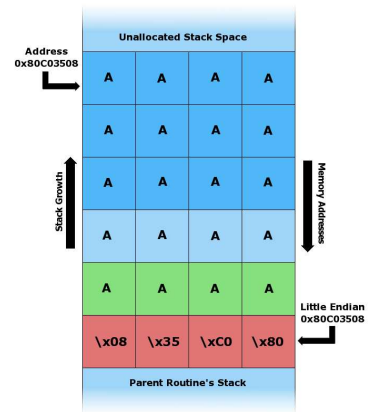 Unallocated Stack Space
Address
0x80C03508
A A A A
A A A A
Stack Growth
A A A A
Memory Addresses
A A A A
A A A A
Little Endian
0x80C03508
\x08 \x35 \xC0 \x80
Parent Routine's Stack